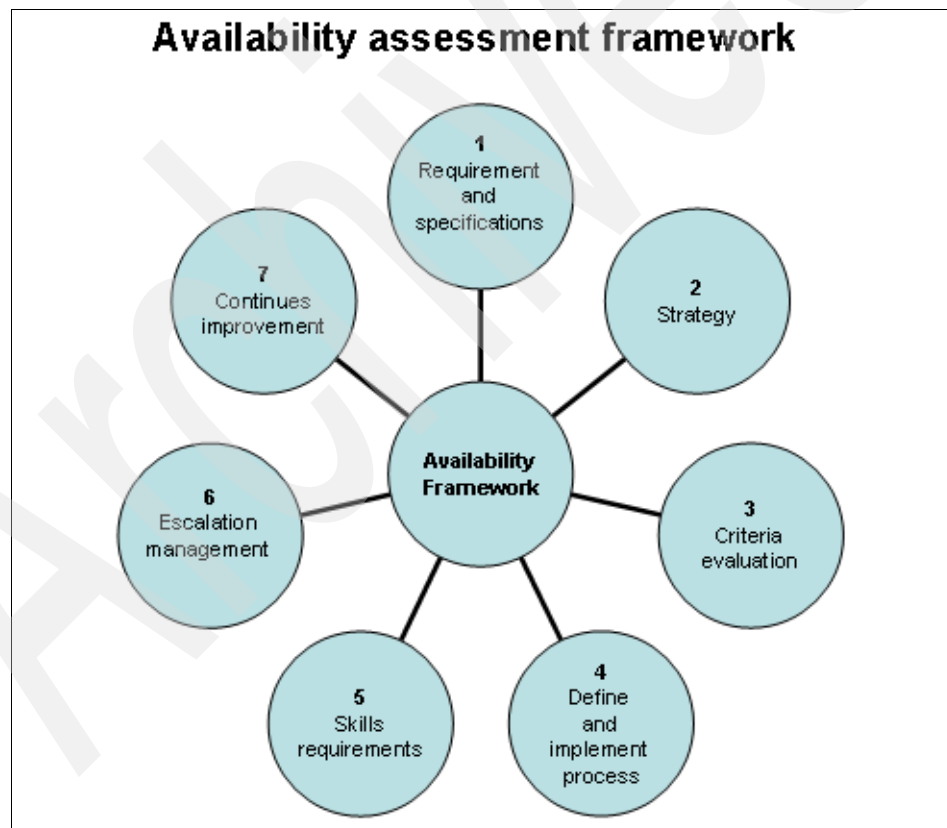 Availability assessment framework
1
Requirement
and
specifications
2
Strategy
3
Criteria
evaluation
4
Define
and
implement
process
5
Skills
requirements
6
Escalation
management
7
Continues
improvement
Availability
Framework
Archive